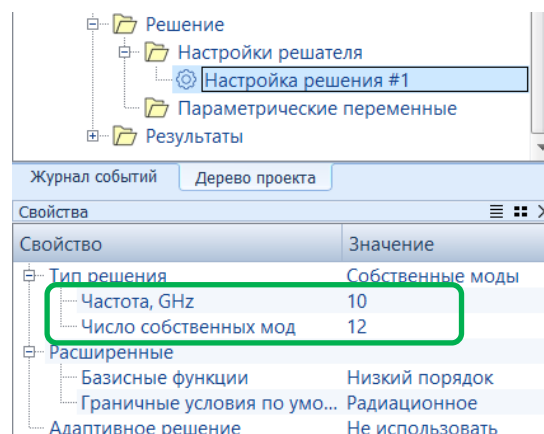 Решение
Настройки решателя
Настройка решения #1
Параметрические переменные
Результаты
Журнал событий Дерево проекта
Свойства
Свойство Значение
Тип решения Собственные моды
Частота, GHz 10
Число собственных мод 12
Расширенные
Базисные функции Низкий порядок
Граничные условия по умо... Радиационное
Адаптивное решение Не использовать